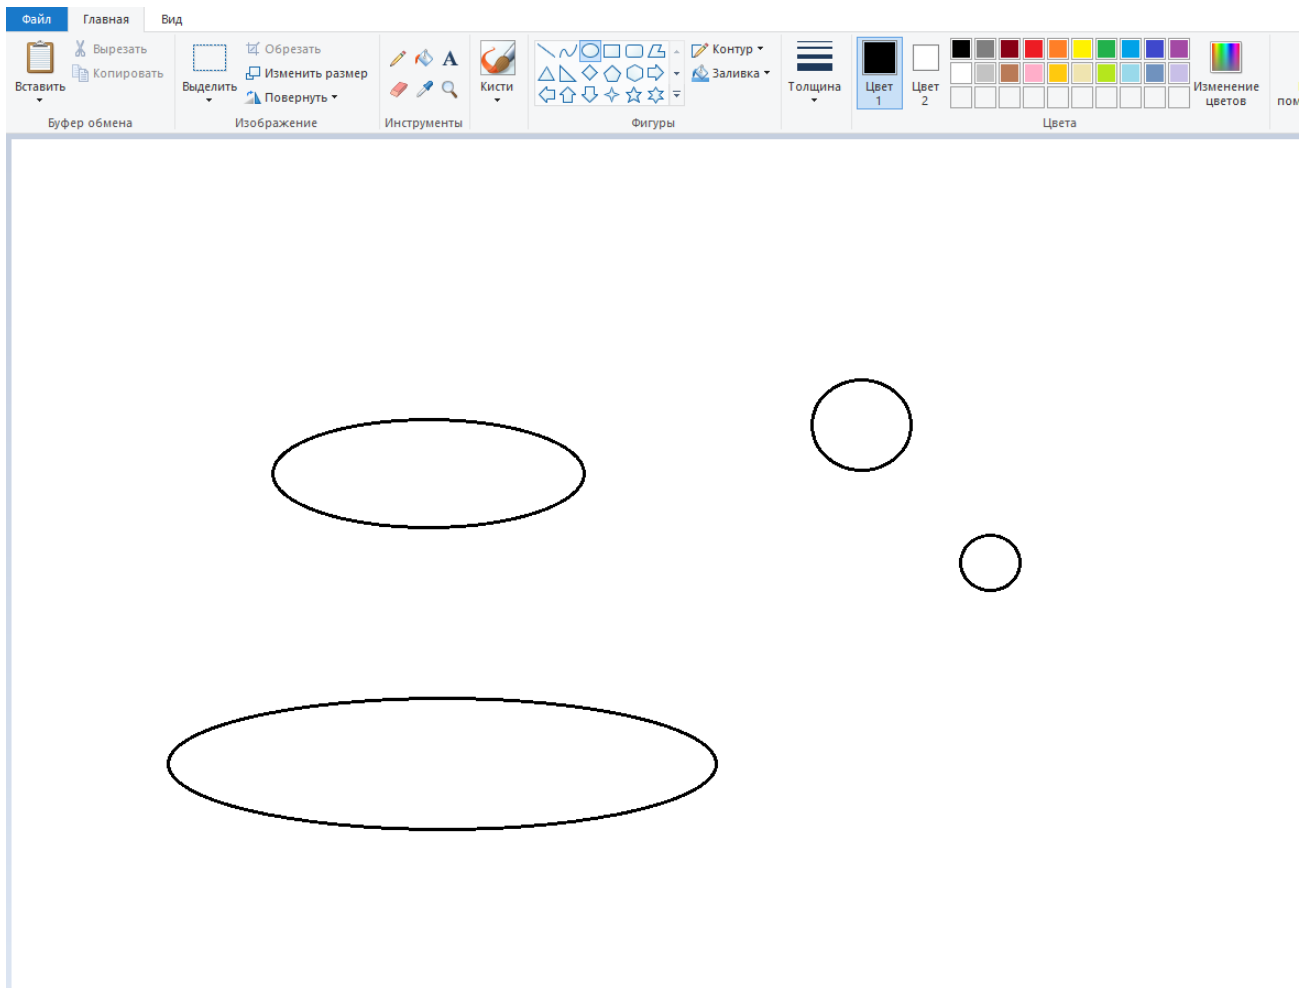 Файл Главная Вид
Вставить
Вырезать
Копировать
Буфер обмена
Выделить
Обрезать
Изменить размер
Повернуть
Изображение
A
Инструменты
Кисти
Контур
Заливка
Фигуры
Толщина
Цвет
1
Цвет
2
Изменение
цветов
Цвета